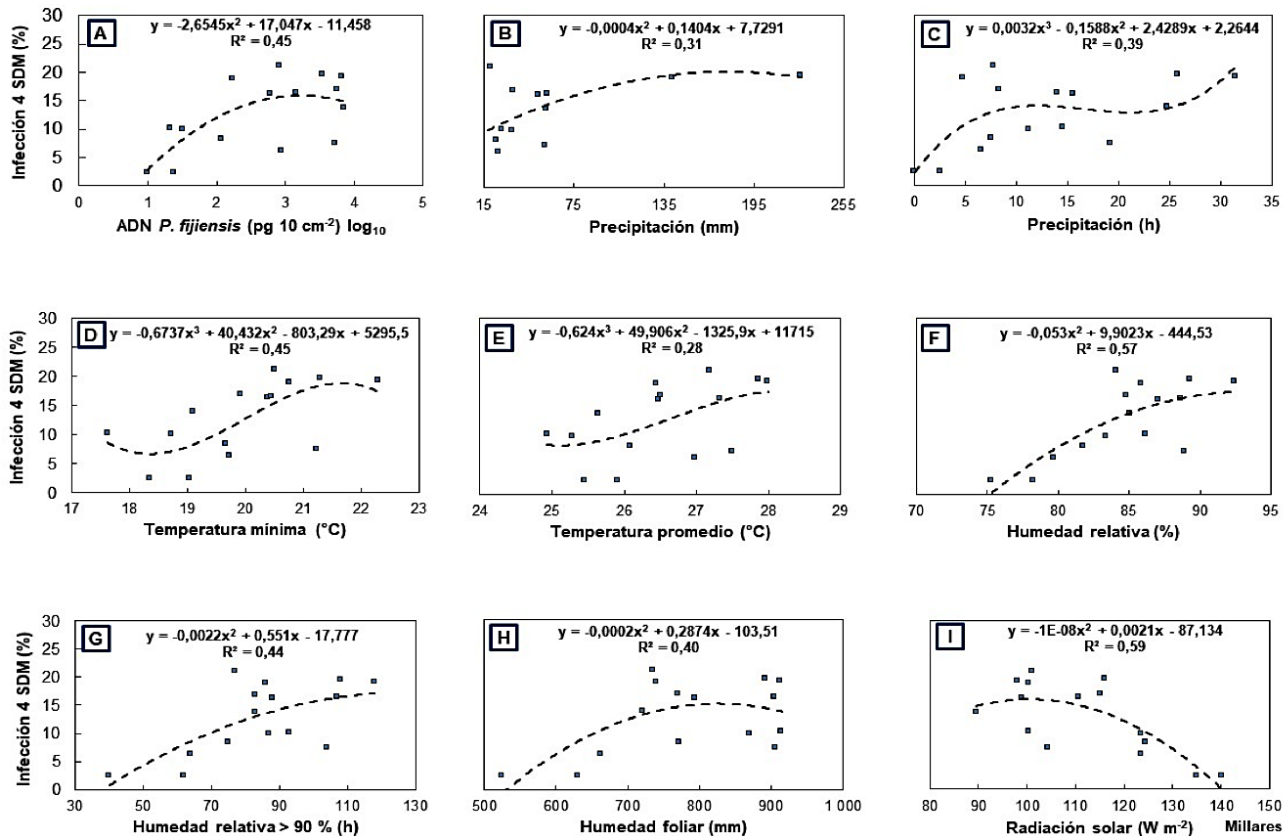 A
y = -2,6545x² + 17,047x - 11,458
R² = 0,45
Infección 4 SDM (%)
30
25
20
15
10
5
0
0 1 2 3 4 5
ADN P. fijiensis (pg 10 cm⁻²) log₁₀
B
y = -0,0004x² + 0,1404x + 7,7291
R² = 0,31
15 75 135 195 255
Precipitación (mm)
C
y = 0,0032x³ - 0,1588x² + 2,4289x + 2,2644
R² = 0,39
0 5 10 15 20 25 30 35
Precipitación (h)
D
y = -0,6737x³ + 40,432x² - 803,29x + 5295,5
R² = 0,45
Infección 4 SDM (%)
30
25
20
15
10
5
0
17 18 19 20 21 22 23
Temperatura mínima (°C)
E
y = -0,624x³ + 49,906x² - 1325,9x + 11715
R² = 0,28
24 25 26 27 28 29
Temperatura promedio (°C)
F
y = -0,053x² + 9,9023x - 444,53
R² = 0,57
70 75 80 85 90 95
Humedad relativa (%)
G
y = -0,0022x² + 0,551x - 17,777
R² = 0,44
Infección 4 SDM (%)
30
25
20
15
10
5
0
30 50 70 90 110 130
Humedad relativa > 90 % (h)
H
y = -0,0002x² + 0,2874x - 103,51
R² = 0,40
500 600 700 800 900 1 000
Humedad foliar (mm)
I
y = -1E-08x² + 0,0021x - 87,134
R² = 0,59
80 90 100 110 120 130 140 150
Radiación solar (W m⁻²) Millares